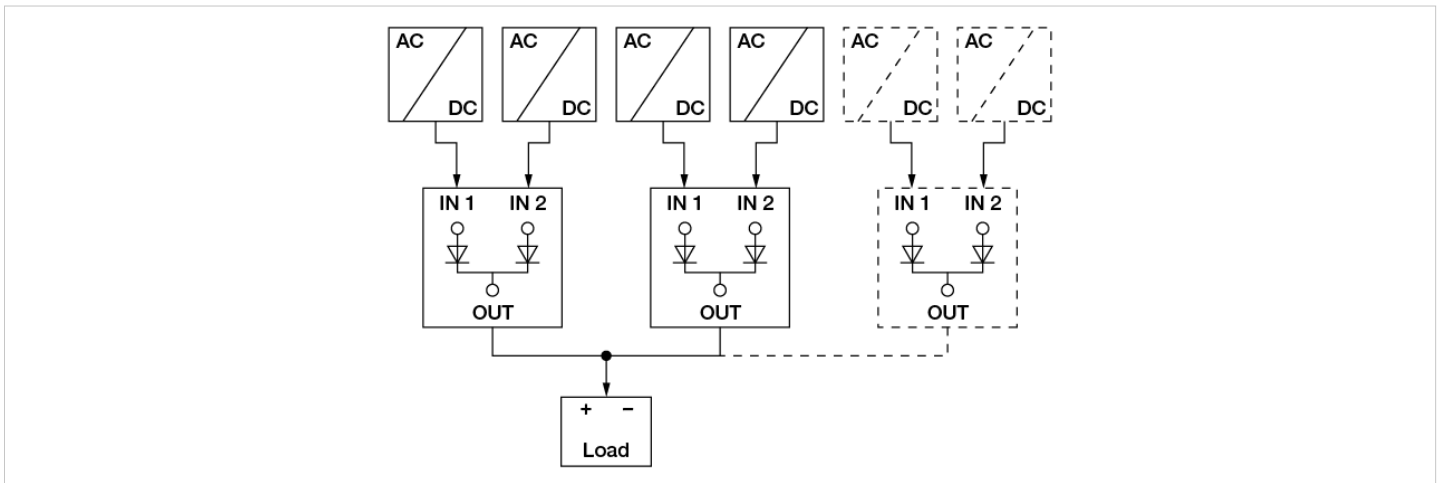 AC AC AC AC AC AC
DC DC DC DC DC DC
IN 1 IN 2 IN 1 IN 2 IN 1 IN 2
OUT OUT OUT
+ −
Load